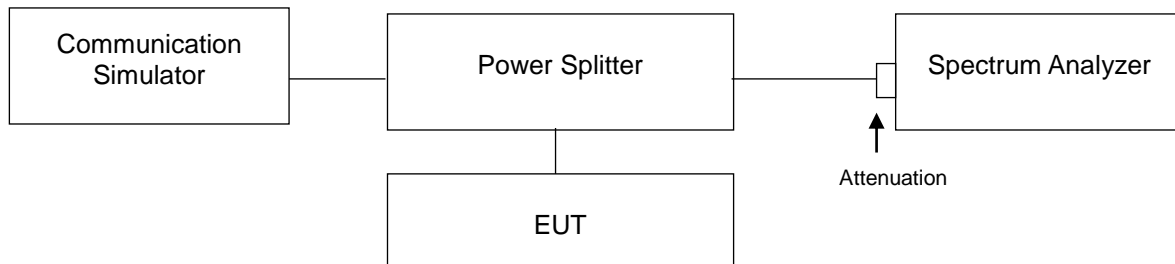 Communication
Simulator
Power Splitter
Spectrum Analyzer
Attenuation
EUT